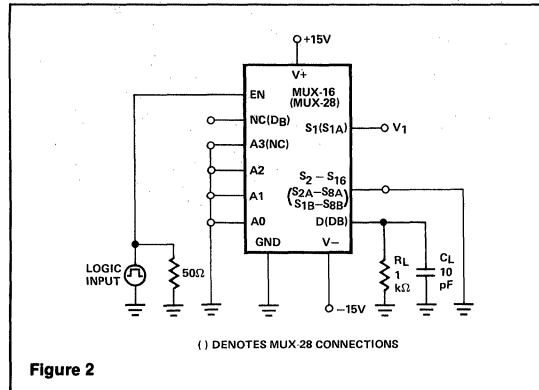 +15V
V+
EN
MUX-16
(MUX-28)
NC(DB)
S1(S1A)
V1
A3(NC)
A2
S2 – S16
(S2A–S8A)
(S1B–S8B)
A1
A0
D(DB)
GND
V–
LOGIC
INPUT
50Ω
RL
1
kΩ
CL
10
pF
–15V
( ) DENOTES MUX-28 CONNECTIONS
Figure 2